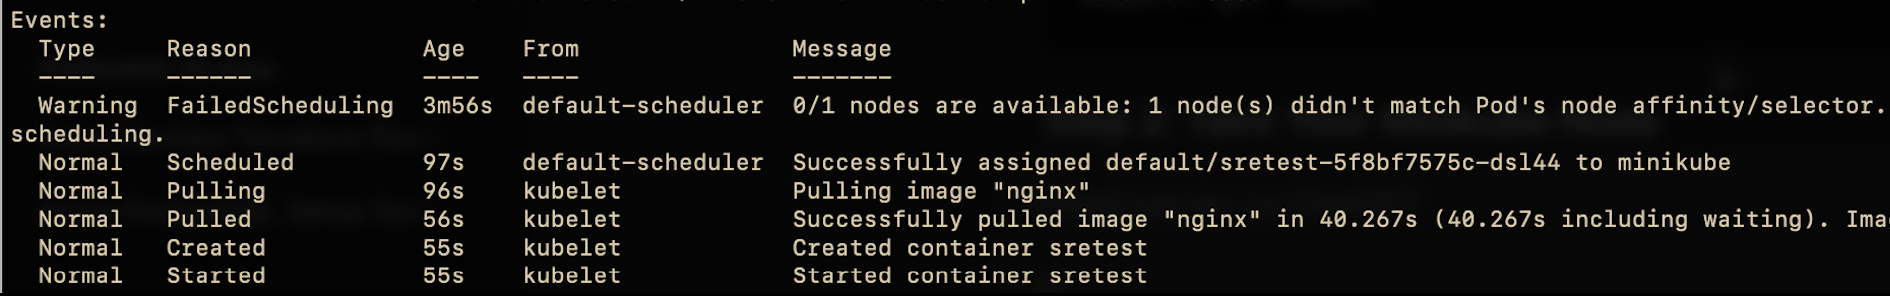 Events:
Type Reason Age From Message
---- ------ ---- ---- -------
Warning FailedScheduling 3m56s default-scheduler 0/1 nodes are available: 1 node(s) didn't match Pod's node affinity/selector.
scheduling.
Normal Scheduled 97s default-scheduler Successfully assigned default/sretest-5f8bf7575c-dsl44 to minikube
Normal Pulling 96s kubelet Pulling image "nginx"
Normal Pulled 56s kubelet Successfully pulled image "nginx" in 40.267s (40.267s including waiting). Ima
Normal Created 55s kubelet Created container sretest
Normal Started 55s kubelet Started container sretest